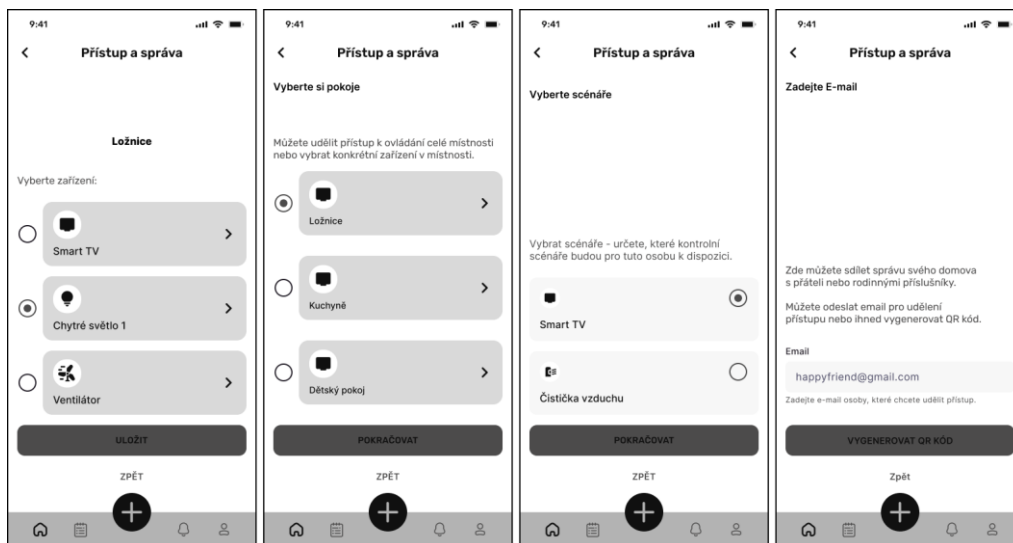 9:41
Přístup a správa
Ložnice
Vyberte zařízení:
Smart TV
Chytré světlo 1
Ventilátor
ULOŽIT
ZPĚT
9:41
Přístup a správa
Vyberte si pokoje
Můžete udělit přístup k ovládání celé místnosti
nebo vybrat konkrétní zařízení v místnosti.
Ložnice
Kuchyně
Dětský pokoj
POKRAČOVAT
ZPĚT
9:41
Přístup a správa
Vyberte scénáře
Vybrat scénáře - určete, které kontrolní
scénáře budou pro tuto osobu k dispozici.
Smart TV
Čistička vzduchu
POKRAČOVAT
ZPĚT
9:41
Přístup a správa
Zadejte E-mail
Zde můžete sdílet správu svého domova
s přáteli nebo rodinnými příslušníky.
Můžete odeslat email pro udělení
přístupu nebo ihned vygenerovat QR kód.
Email
happyfriend@gmail.com
Zadejte e-mail osoby, které chcete udělit přístup.
VYGENEROVAT QR KÓD
Zpět